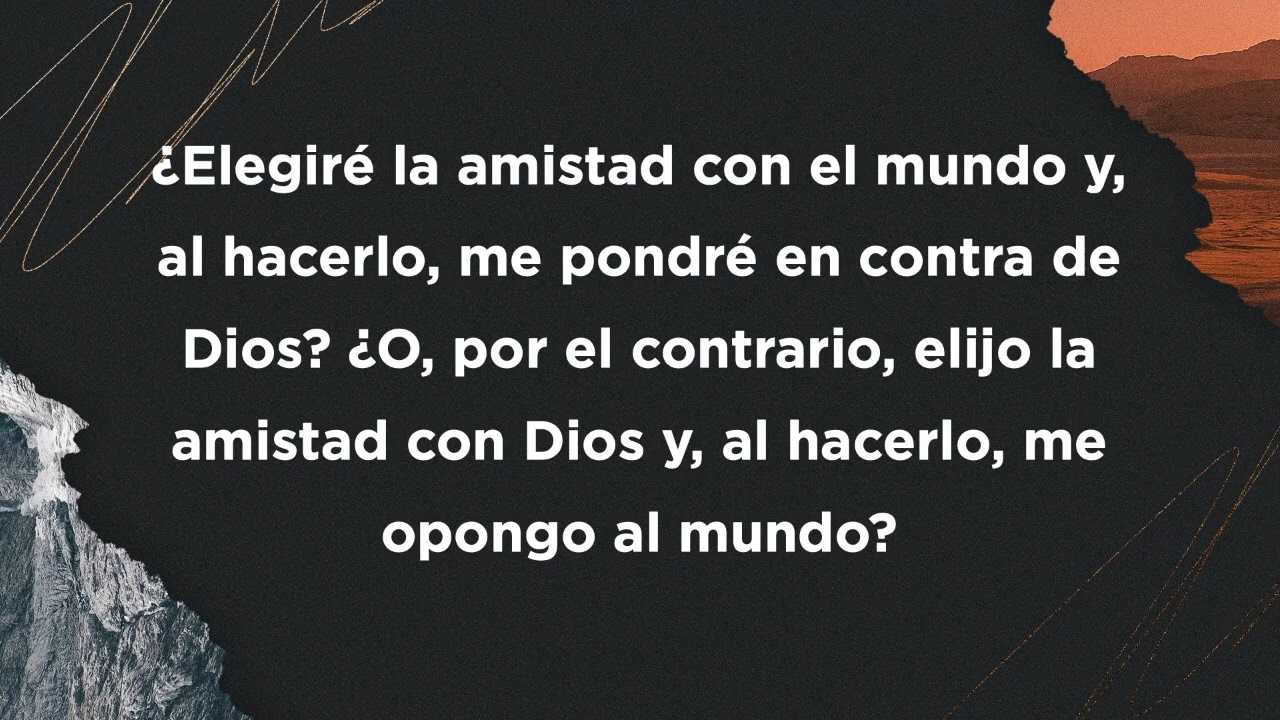 ¿Elegiré la amistad con el mundo y,
al hacerlo, me pondré en contra de
Dios? ¿O, por el contrario, elijo la
amistad con Dios y, al hacerlo, me
opongo al mundo?